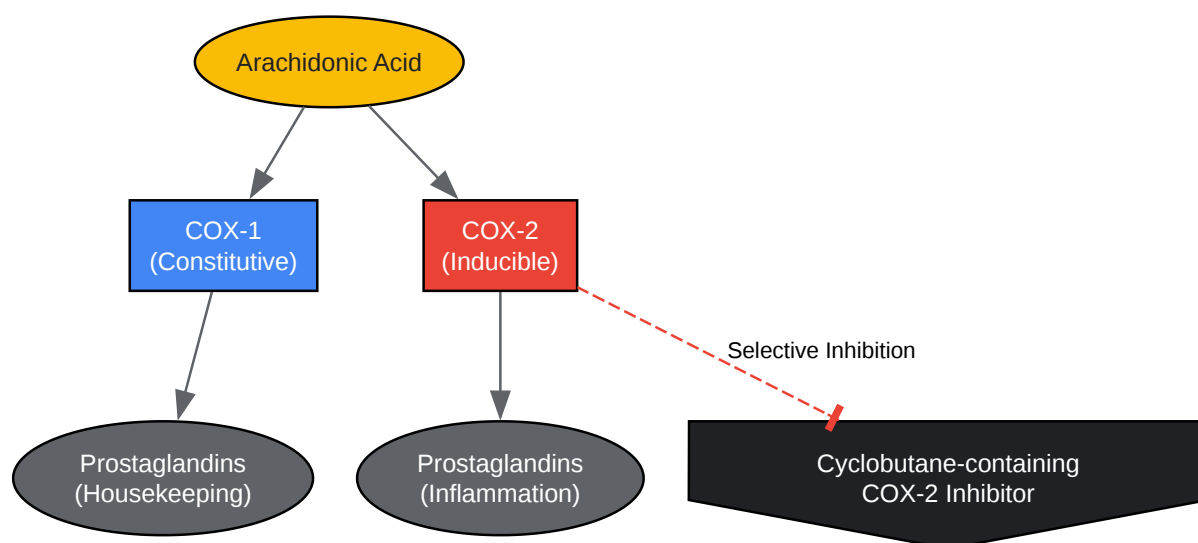 Arachidonic Acid
COX-1
(Constitutive)
COX-2
(Inducible)
Selective Inhibition
Prostaglandins
(Housekeeping)
Prostaglandins
(Inflammation)
Cyclobutane-containing
COX-2 Inhibitor